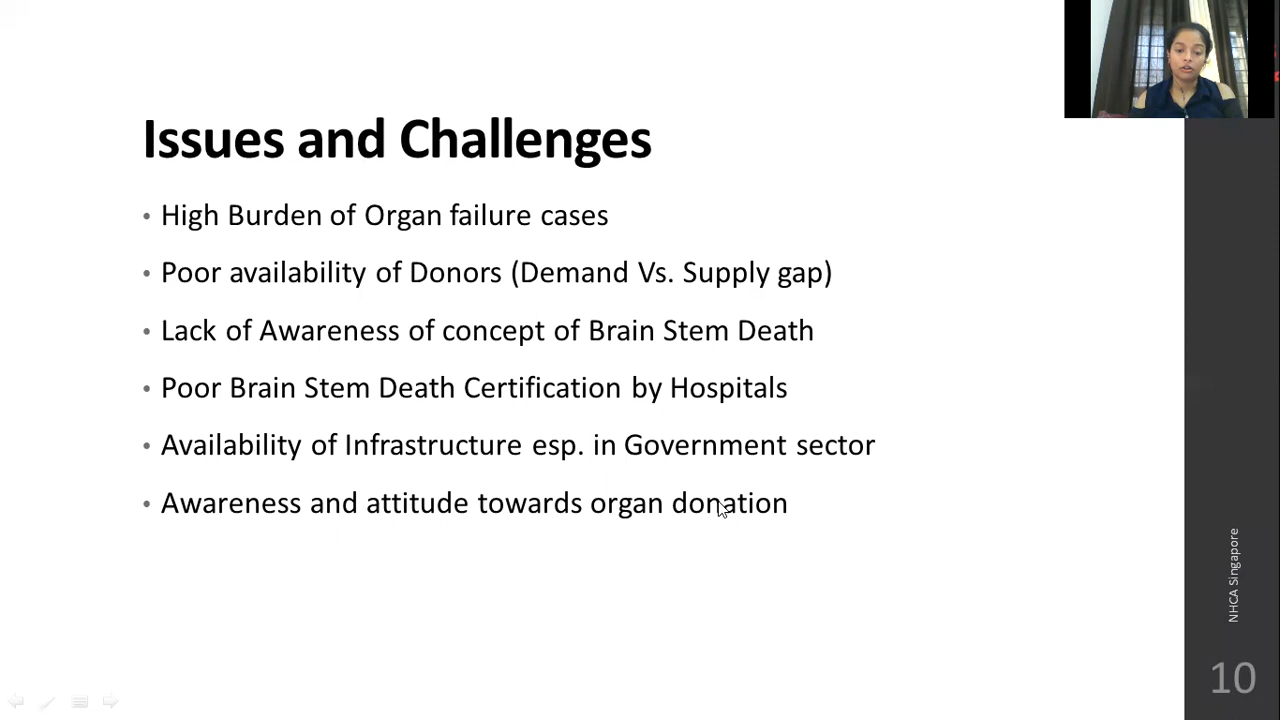 Issues and Challenges
• High Burden of Organ failure cases
• Poor availability of Donors (Demand Vs. Supply gap)
• Lack of Awareness of concept of Brain Stem Death
• Poor Brain Stem Death Certification by Hospitals
• Availability of Infrastructure esp. in Government sector
• Awareness and attitude towards organ donation
NHCA Singapore
10